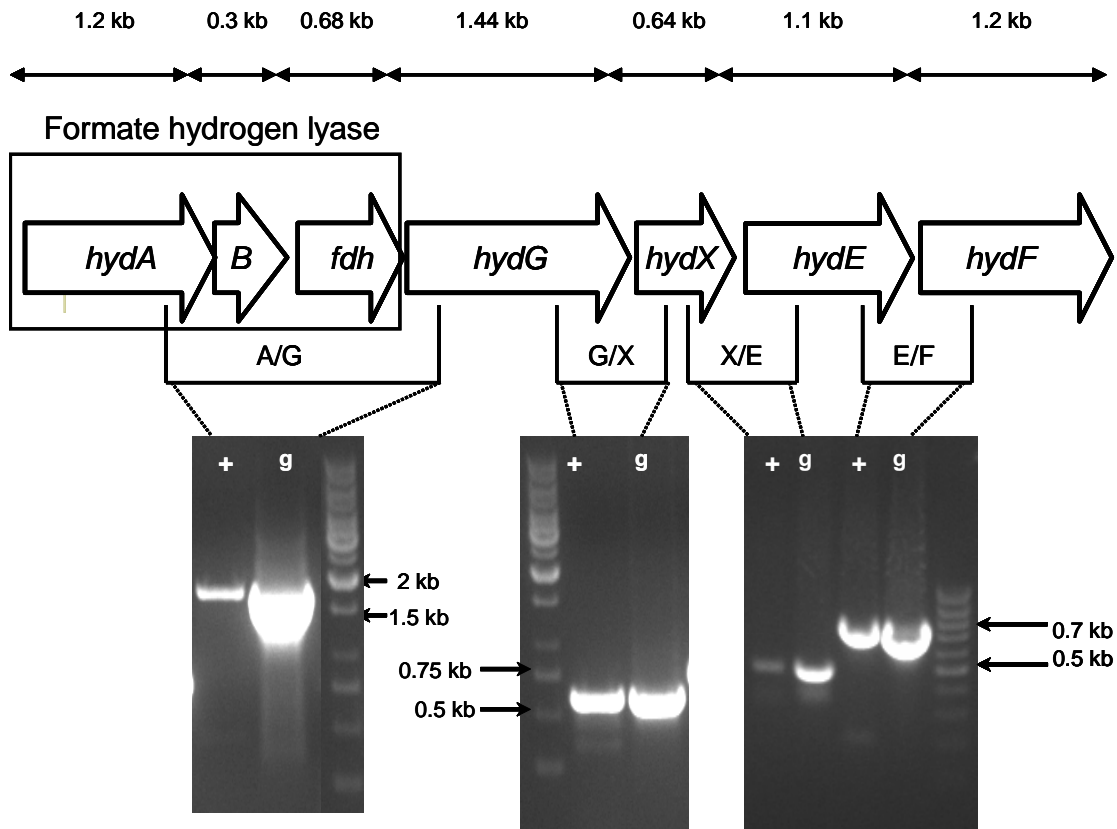 1.2 kb 0.3 kb 0.68 kb 1.44 kb 0.64 kb 1.1 kb 1.2 kb
Formate hydrogen lyase
hydA B fdh hydG hydX hydE hydF
A/G G/X X/E E/F
+ g
2 kb
1.5 kb
+ g
0.75 kb
0.5 kb
+ g + g
0.7 kb
0.5 kb